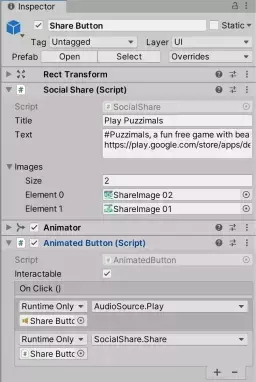 Inspector
Share Button Static
Tag Untagged Layer UI
Prefab Open Select Overrides
Rect Transform
Social Share (Script)
Script SocialShare
Title Play Puzzimals
Text #Puzzimals, a fun free game with bea
https://play.google.com/store/apps/de
Images
Size 2
Element 0 ShareImage 02
Element 1 ShareImage 01
Animator
Animated Button (Script)
Script AnimatedButton
Interactable
On Click ()
Runtime Only AudioSource.Play
Share Butto
Runtime Only SocialShare.Share
Share Butto